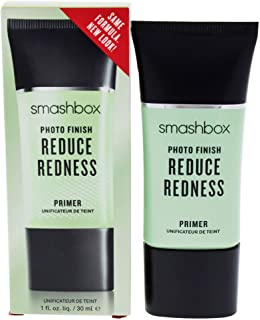 SAME
FORMULA,
NEW LOOK!
smashbox
PHOTO FINISH
REDUCE
REDNESS
PRIMER
UNIFICATEUR DE TEINT
UNIFICATEUR DE TEINT
1 fl. oz. liq. / 30 ml ℮
smashbox
PHOTO FINISH
REDUCE
REDNESS
PRIMER
UNIFICATEUR DE TEINT